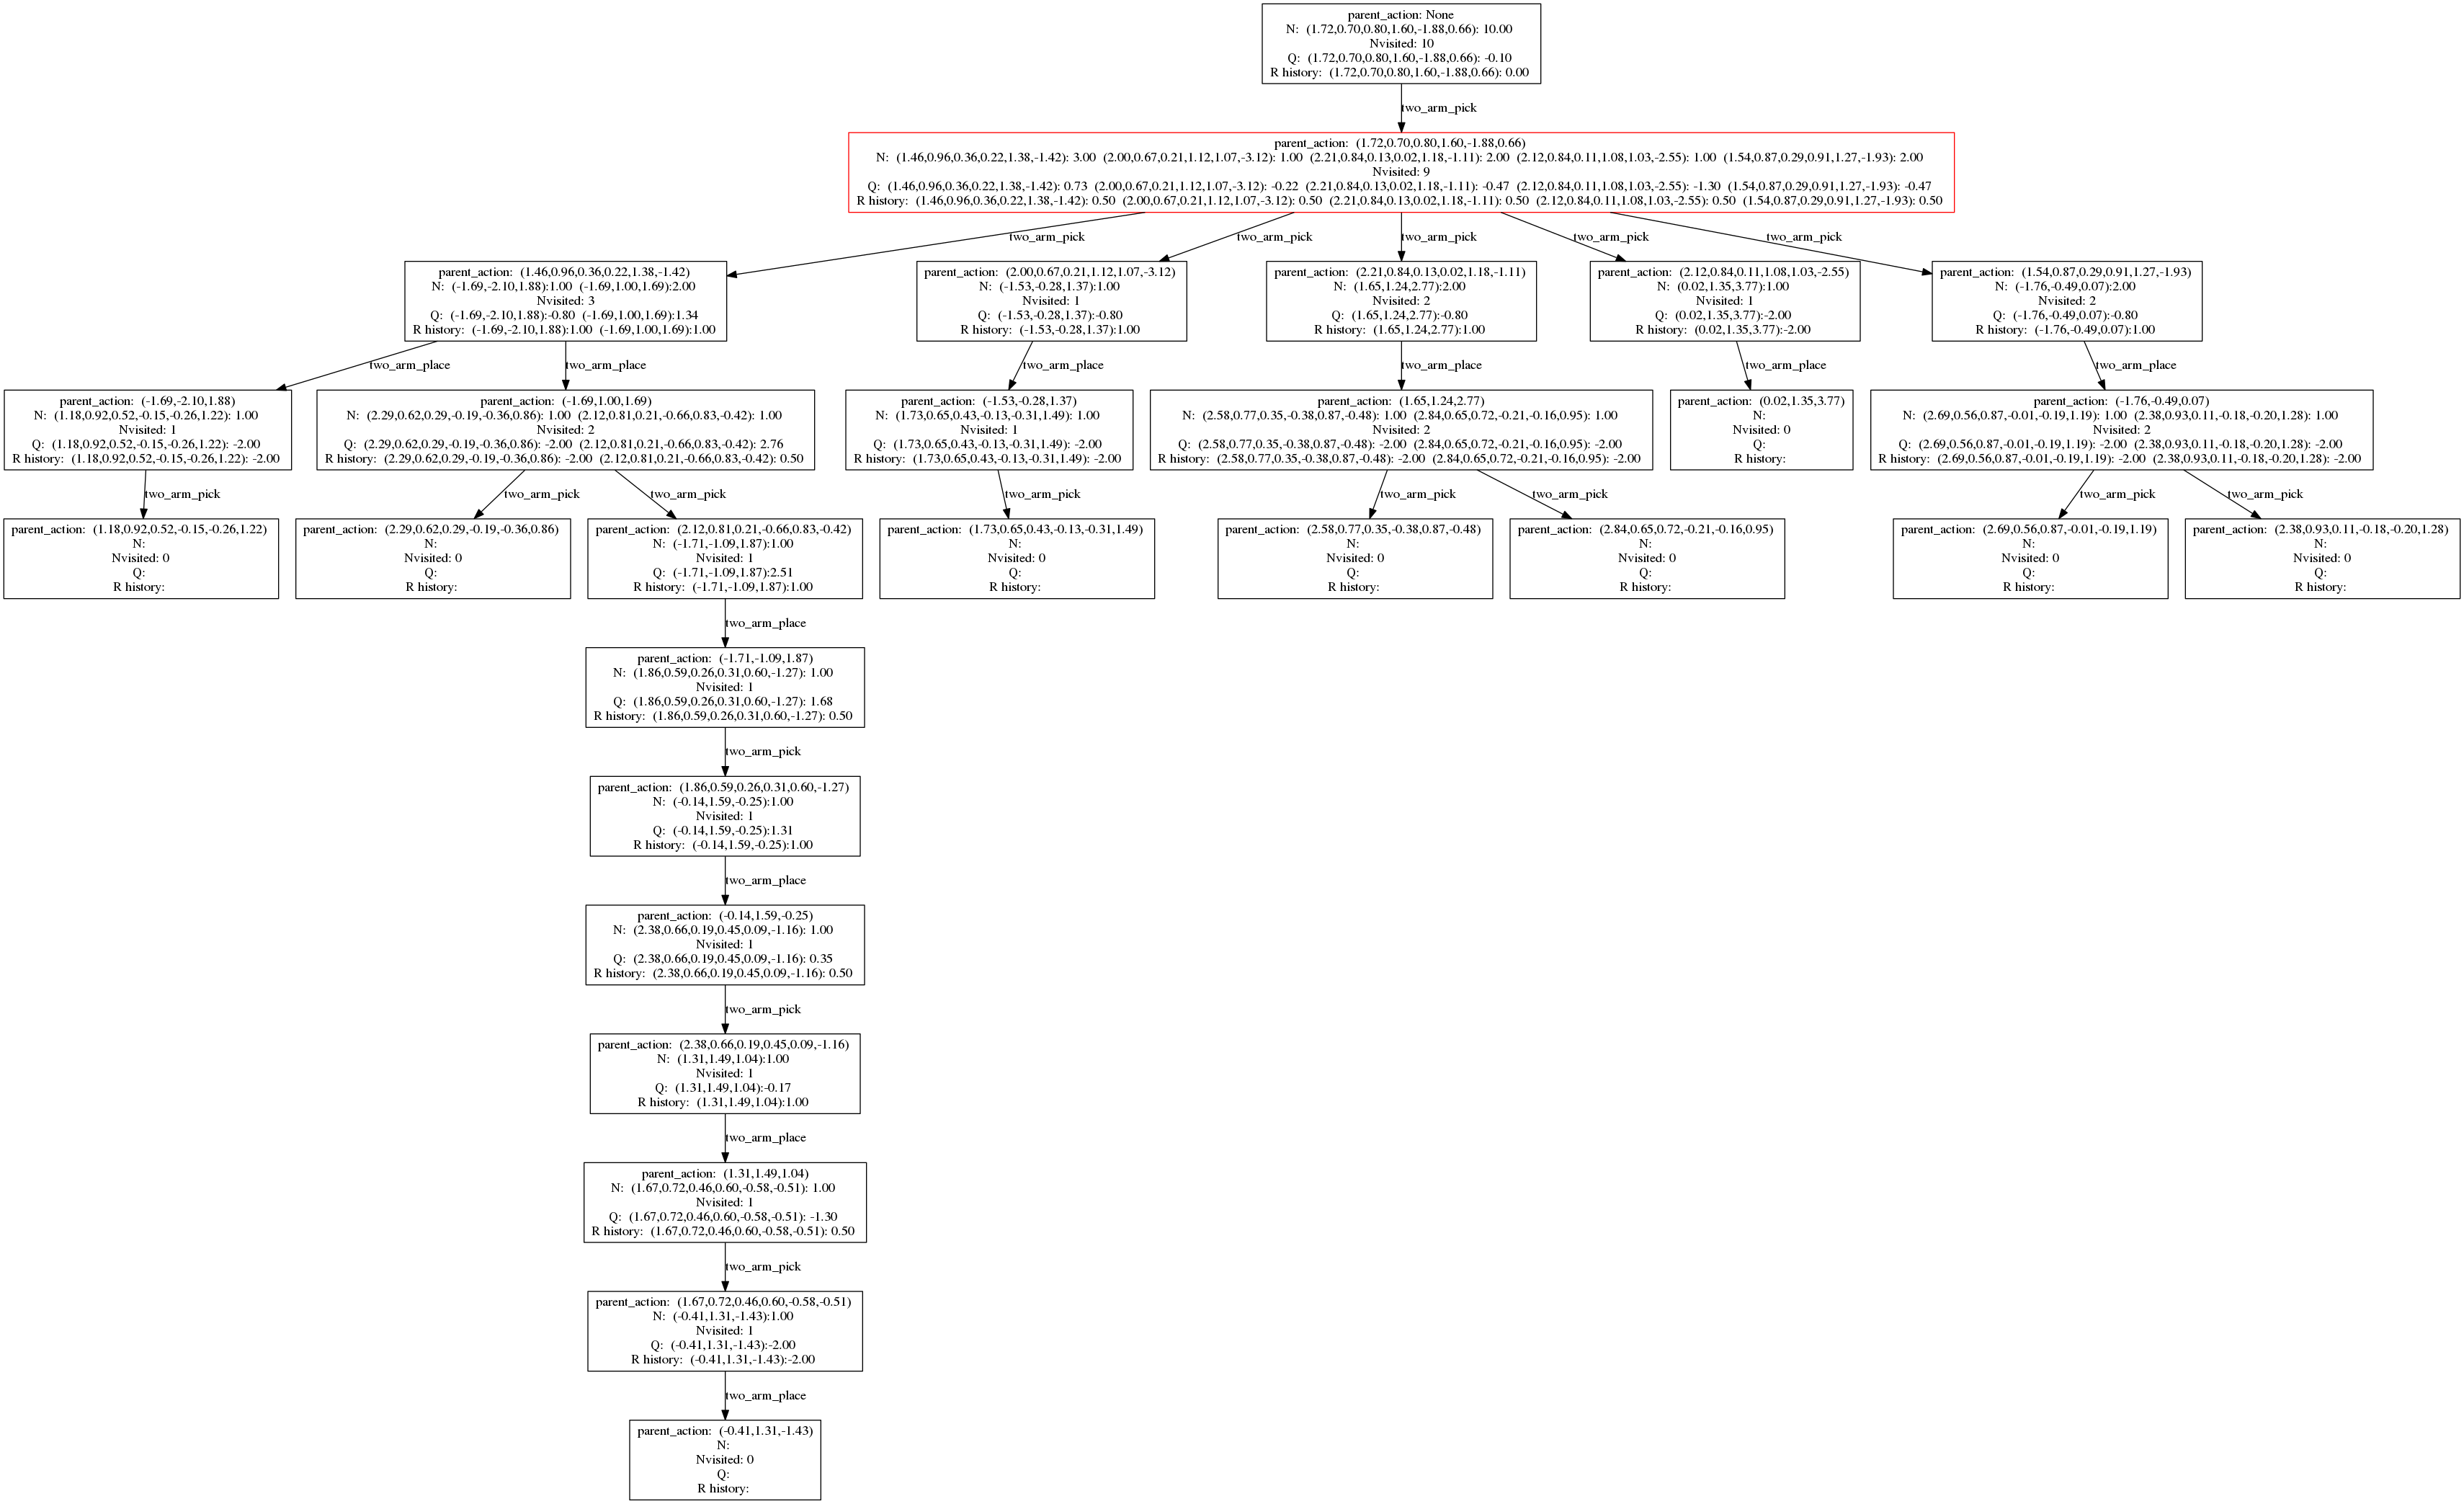 parent_action: None
N: (1.72,0.70,0.80,1.60,-1.88,0.66): 10.00
Nvisited: 10
Q: (1.72,0.70,0.80,1.60,-1.88,0.66): -0.10
R history: (1.72,0.70,0.80,1.60,-1.88,0.66): 0.00
two_arm_pick
parent_action: (1.72,0.70,0.80,1.60,-1.88,0.66)
N: (1.46,0.96,0.36,0.22,1.38,-1.42): 3.00 (2.00,0.67,0.21,1.12,1.07,-3.12): 1.00 (2.21,0.84,0.13,0.02,1.18,-1.11): 2.00 (2.12,0.84,0.11,1.08,1.03,-2.55): 1.00 (1.54,0.87,0.29,0.91,1.27,-1.93): 2.00
Nvisited: 9
Q: (1.46,0.96,0.36,0.22,1.38,-1.42): 0.73 (2.00,0.67,0.21,1.12,1.07,-3.12): -0.22 (2.21,0.84,0.13,0.02,1.18,-1.11): -0.47 (2.12,0.84,0.11,1.08,1.03,-2.55): -1.30 (1.54,0.87,0.29,0.91,1.27,-1.93): -0.47
R history: (1.46,0.96,0.36,0.22,1.38,-1.42): 0.50 (2.00,0.67,0.21,1.12,1.07,-3.12): 0.50 (2.21,0.84,0.13,0.02,1.18,-1.11): 0.50 (2.12,0.84,0.11,1.08,1.03,-2.55): 0.50 (1.54,0.87,0.29,0.91,1.27,-1.93): 0.50
two_arm_pick
two_arm_pick
two_arm_pick
two_arm_pick
two_arm_pick
parent_action: (1.46,0.96,0.36,0.22,1.38,-1.42)
N: (-1.69,-2.10,1.88):1.00 (-1.69,1.00,1.69):2.00
Nvisited: 3
Q: (-1.69,-2.10,1.88):-0.80 (-1.69,1.00,1.69):1.34
R history: (-1.69,-2.10,1.88):1.00 (-1.69,1.00,1.69):1.00
parent_action: (2.00,0.67,0.21,1.12,1.07,-3.12)
N: (-1.53,-0.28,1.37):1.00
Nvisited: 1
Q: (-1.53,-0.28,1.37):-0.80
R history: (-1.53,-0.28,1.37):1.00
parent_action: (2.21,0.84,0.13,0.02,1.18,-1.11)
N: (1.65,1.24,2.77):2.00
Nvisited: 2
Q: (1.65,1.24,2.77):-0.80
R history: (1.65,1.24,2.77):1.00
parent_action: (2.12,0.84,0.11,1.08,1.03,-2.55)
N: (0.02,1.35,3.77):1.00
Nvisited: 1
Q: (0.02,1.35,3.77):-2.00
R history: (0.02,1.35,3.77):-2.00
parent_action: (1.54,0.87,0.29,0.91,1.27,-1.93)
N: (-1.76,-0.49,0.07):2.00
Nvisited: 2
Q: (-1.76,-0.49,0.07):-0.80
R history: (-1.76,-0.49,0.07):1.00
two_arm_place
two_arm_place
two_arm_place
two_arm_place
two_arm_place
two_arm_place
parent_action: (-1.69,-2.10,1.88)
N: (1.18,0.92,0.52,-0.15,-0.26,1.22): 1.00
Nvisited: 1
Q: (1.18,0.92,0.52,-0.15,-0.26,1.22): -2.00
R history: (1.18,0.92,0.52,-0.15,-0.26,1.22): -2.00
parent_action: (-1.69,1.00,1.69)
N: (2.29,0.62,0.29,-0.19,-0.36,0.86): 1.00 (2.12,0.81,0.21,-0.66,0.83,-0.42): 1.00
Nvisited: 2
Q: (2.29,0.62,0.29,-0.19,-0.36,0.86): -2.00 (2.12,0.81,0.21,-0.66,0.83,-0.42): 2.76
R history: (2.29,0.62,0.29,-0.19,-0.36,0.86): -2.00 (2.12,0.81,0.21,-0.66,0.83,-0.42): 0.50
parent_action: (-1.53,-0.28,1.37)
N: (1.73,0.65,0.43,-0.13,-0.31,1.49): 1.00
Nvisited: 1
Q: (1.73,0.65,0.43,-0.13,-0.31,1.49): -2.00
R history: (1.73,0.65,0.43,-0.13,-0.31,1.49): -2.00
parent_action: (1.65,1.24,2.77)
N: (2.58,0.77,0.35,-0.38,0.87,-0.48): 1.00 (2.84,0.65,0.72,-0.21,-0.16,0.95): 1.00
Nvisited: 2
Q: (2.58,0.77,0.35,-0.38,0.87,-0.48): -2.00 (2.84,0.65,0.72,-0.21,-0.16,0.95): -2.00
R history: (2.58,0.77,0.35,-0.38,0.87,-0.48): -2.00 (2.84,0.65,0.72,-0.21,-0.16,0.95): -2.00
parent_action: (0.02,1.35,3.77)
N:
Nvisited: 0
Q:
R history:
parent_action: (-1.76,-0.49,0.07)
N: (2.69,0.56,0.87,-0.01,-0.19,1.19): 1.00 (2.38,0.93,0.11,-0.18,-0.20,1.28): 1.00
Nvisited: 2
Q: (2.69,0.56,0.87,-0.01,-0.19,1.19): -2.00 (2.38,0.93,0.11,-0.18,-0.20,1.28): -2.00
R history: (2.69,0.56,0.87,-0.01,-0.19,1.19): -2.00 (2.38,0.93,0.11,-0.18,-0.20,1.28): -2.00
two_arm_pick
two_arm_pick
two_arm_pick
two_arm_pick
two_arm_pick
two_arm_pick
two_arm_pick
two_arm_pick
parent_action: (1.18,0.92,0.52,-0.15,-0.26,1.22)
N:
Nvisited: 0
Q:
R history:
parent_action: (2.29,0.62,0.29,-0.19,-0.36,0.86)
N:
Nvisited: 0
Q:
R history:
parent_action: (2.12,0.81,0.21,-0.66,0.83,-0.42)
N: (-1.71,-1.09,1.87):1.00
Nvisited: 1
Q: (-1.71,-1.09,1.87):2.51
R history: (-1.71,-1.09,1.87):1.00
parent_action: (1.73,0.65,0.43,-0.13,-0.31,1.49)
N:
Nvisited: 0
Q:
R history:
parent_action: (2.58,0.77,0.35,-0.38,0.87,-0.48)
N:
Nvisited: 0
Q:
R history:
parent_action: (2.84,0.65,0.72,-0.21,-0.16,0.95)
N:
Nvisited: 0
Q:
R history:
parent_action: (2.69,0.56,0.87,-0.01,-0.19,1.19)
N:
Nvisited: 0
Q:
R history:
parent_action: (2.38,0.93,0.11,-0.18,-0.20,1.28)
N:
Nvisited: 0
Q:
R history:
two_arm_place
parent_action: (-1.71,-1.09,1.87)
N: (1.86,0.59,0.26,0.31,0.60,-1.27): 1.00
Nvisited: 1
Q: (1.86,0.59,0.26,0.31,0.60,-1.27): 1.68
R history: (1.86,0.59,0.26,0.31,0.60,-1.27): 0.50
two_arm_pick
parent_action: (1.86,0.59,0.26,0.31,0.60,-1.27)
N: (-0.14,1.59,-0.25):1.00
Nvisited: 1
Q: (-0.14,1.59,-0.25):1.31
R history: (-0.14,1.59,-0.25):1.00
two_arm_place
parent_action: (-0.14,1.59,-0.25)
N: (2.38,0.66,0.19,0.45,0.09,-1.16): 1.00
Nvisited: 1
Q: (2.38,0.66,0.19,0.45,0.09,-1.16): 0.35
R history: (2.38,0.66,0.19,0.45,0.09,-1.16): 0.50
two_arm_pick
parent_action: (2.38,0.66,0.19,0.45,0.09,-1.16)
N: (1.31,1.49,1.04):1.00
Nvisited: 1
Q: (1.31,1.49,1.04):-0.17
R history: (1.31,1.49,1.04):1.00
two_arm_place
parent_action: (1.31,1.49,1.04)
N: (1.67,0.72,0.46,0.60,-0.58,-0.51): 1.00
Nvisited: 1
Q: (1.67,0.72,0.46,0.60,-0.58,-0.51): -1.30
R history: (1.67,0.72,0.46,0.60,-0.58,-0.51): 0.50
two_arm_pick
parent_action: (1.67,0.72,0.46,0.60,-0.58,-0.51)
N: (-0.41,1.31,-1.43):1.00
Nvisited: 1
Q: (-0.41,1.31,-1.43):-2.00
R history: (-0.41,1.31,-1.43):-2.00
two_arm_place
parent_action: (-0.41,1.31,-1.43)
N:
Nvisited: 0
Q:
R history: